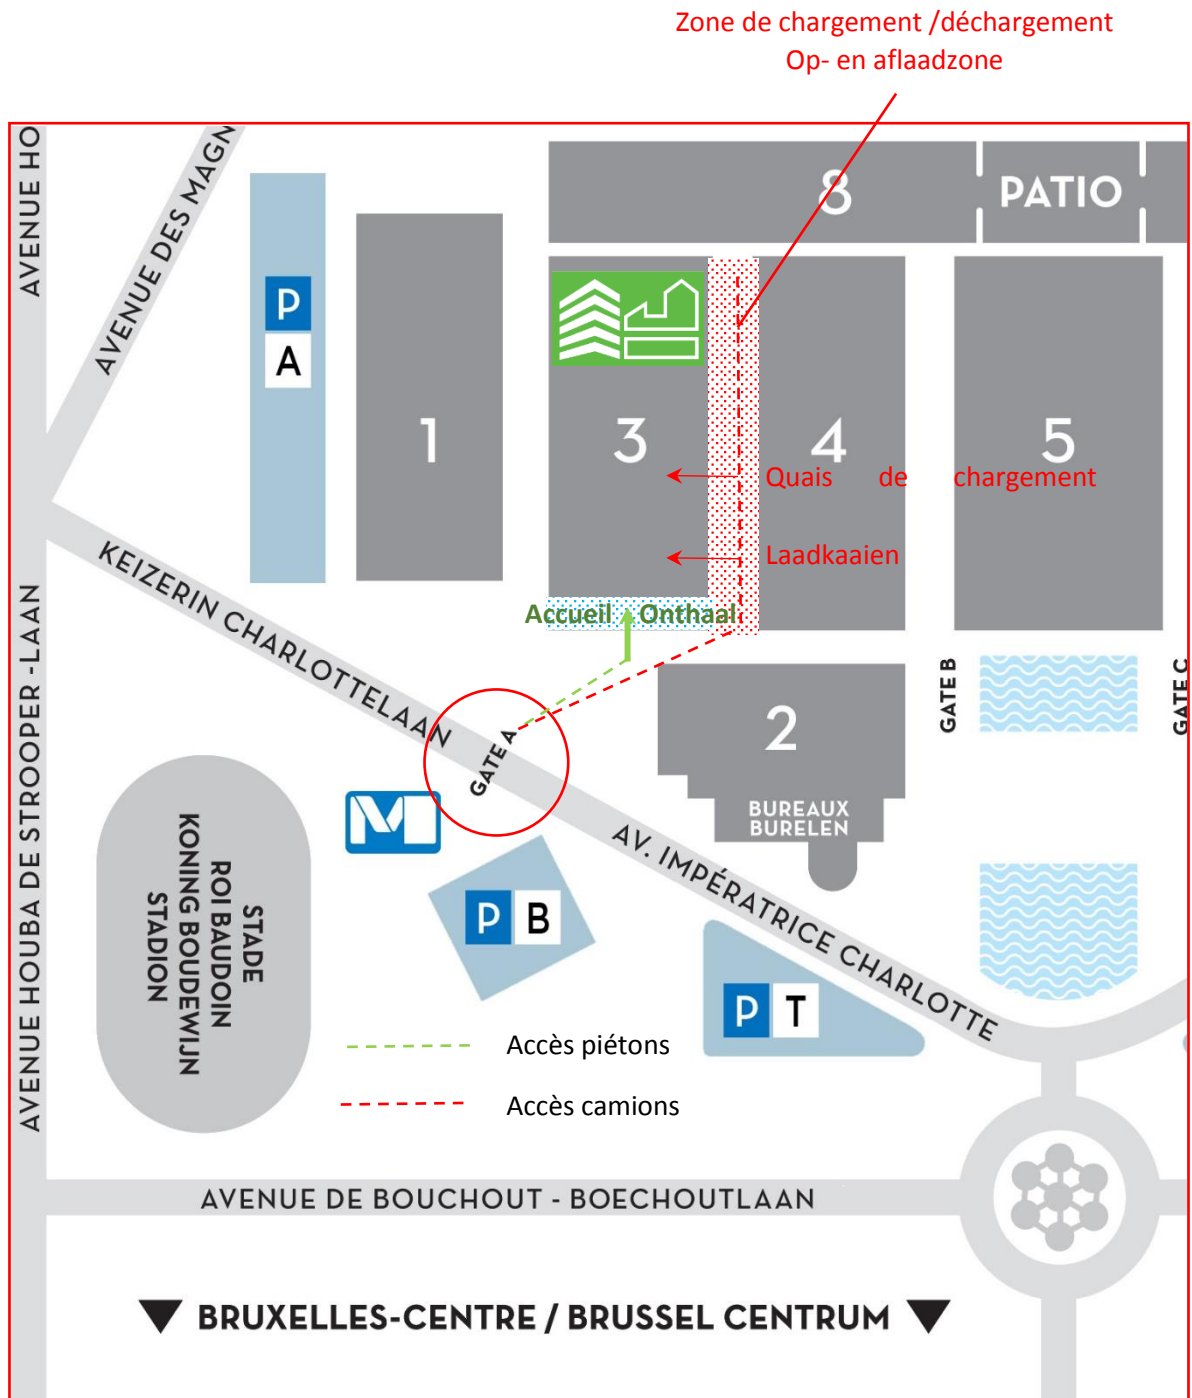 Zone de chargement /déchargement
Op- en aflaadzone
AVENUE HO
AVENUE DES MAGN
8
PATIO
P
A
1
3
4
5
Quais de chargement
Laadkaaien
Accueil Onthaal
KEIZERIN CHARLOTTELAAN
GATE A
2
BUREAUX
BURELEN
GATE B
GATE C
AVENUE HOUBA DE STROOPER -LAAN
STADE
ROI BAUDOIN
KONING BOUDEWIJN
STADION
M
P B
AV. IMPÉRATRICE CHARLOTTE
P T
Accès piétons
Accès camions
AVENUE DE BOUCHOUT - BOECHOUTLAAN
BRUXELLES-CENTRE / BRUSSEL CENTRUM